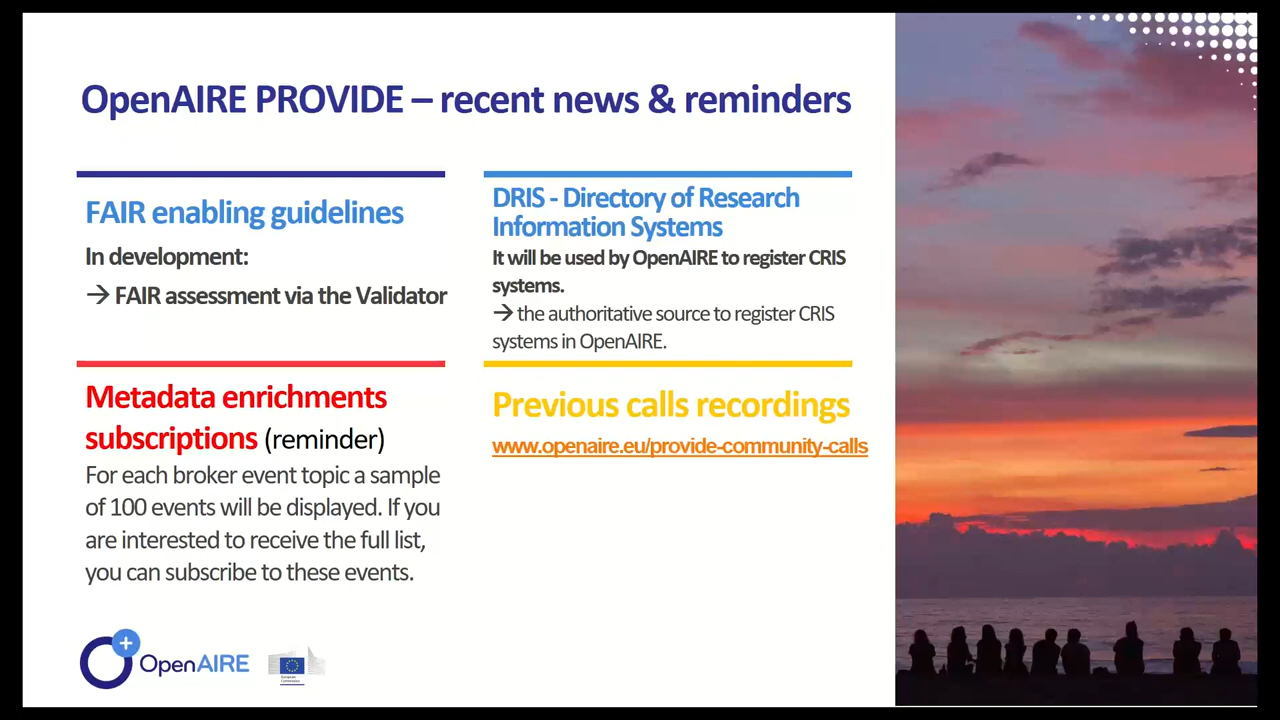 OpenAIRE PROVIDE – recent news & reminders
FAIR enabling guidelines
In development:
→ FAIR assessment via the Validator
DRIS - Directory of Research
Information Systems
It will be used by OpenAIRE to register CRIS
systems.
→ the authoritative source to register CRIS
systems in OpenAIRE.
Metadata enrichments
subscriptions (reminder)
For each broker event topic a sample
of 100 events will be displayed. If you
are interested to receive the full list,
you can subscribe to these events.
Previous calls recordings
www.openaire.eu/provide-community-calls
OpenAIRE
European
Commission